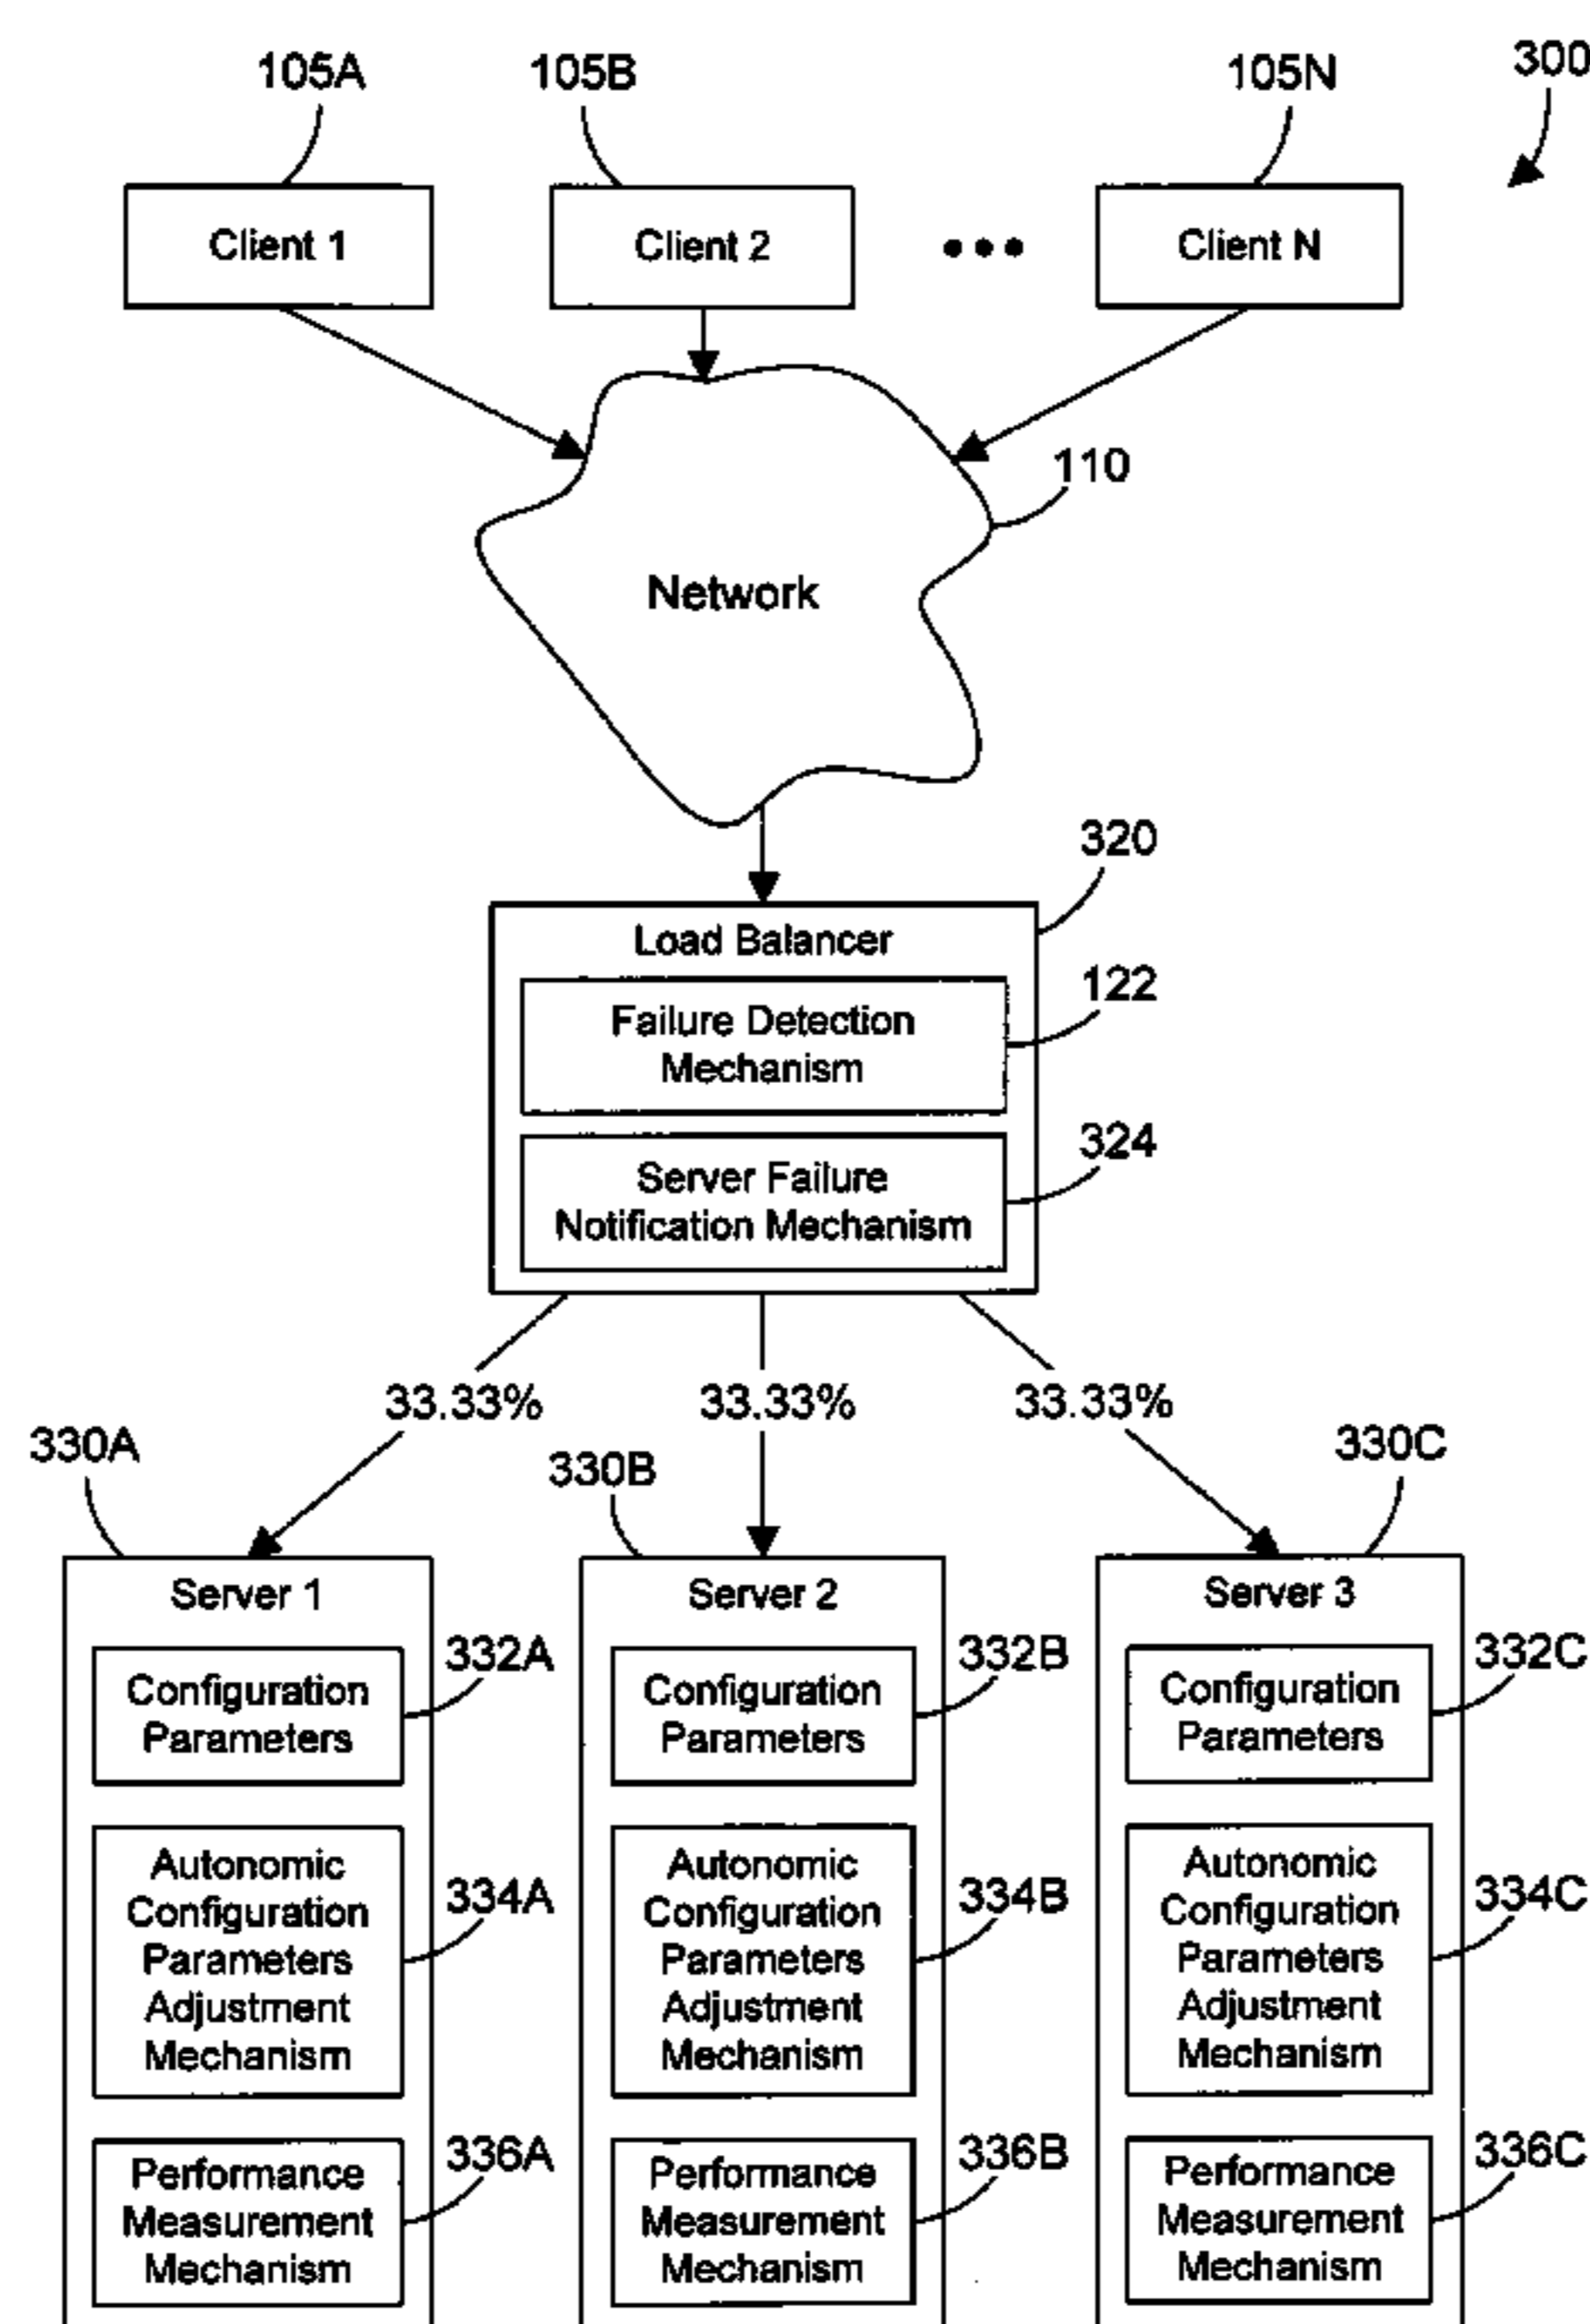 105A
105B
105N
300
Client 1
Client 2
Client N
110
Network
320
Load Balancer
122
Failure Detection
Mechanism
324
Server Failure
Notification Mechanism
33.33%
33.33%
33.33%
330A
330B
330C
Server 1
332A
Configuration
Parameters
334A
Autonomic
Configuration
Parameters
Adjustment
Mechanism
336A
Performance
Measurement
Mechanism
Server 2
332B
Configuration
Parameters
334B
Autonomic
Configuration
Parameters
Adjustment
Mechanism
336B
Performance
Measurement
Mechanism
Server 3
332C
Configuration
Parameters
334C
Autonomic
Configuration
Parameters
Adjustment
Mechanism
336C
Performance
Measurement
Mechanism